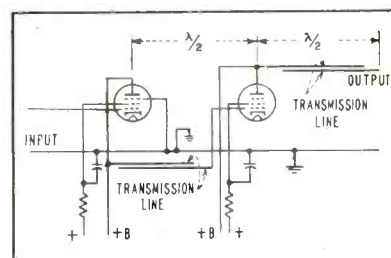 λ/2
λ/2
OUTPUT
TRANSMISSION
LINE
INPUT
TRANSMISSION
LINE
+
+B
+B
+